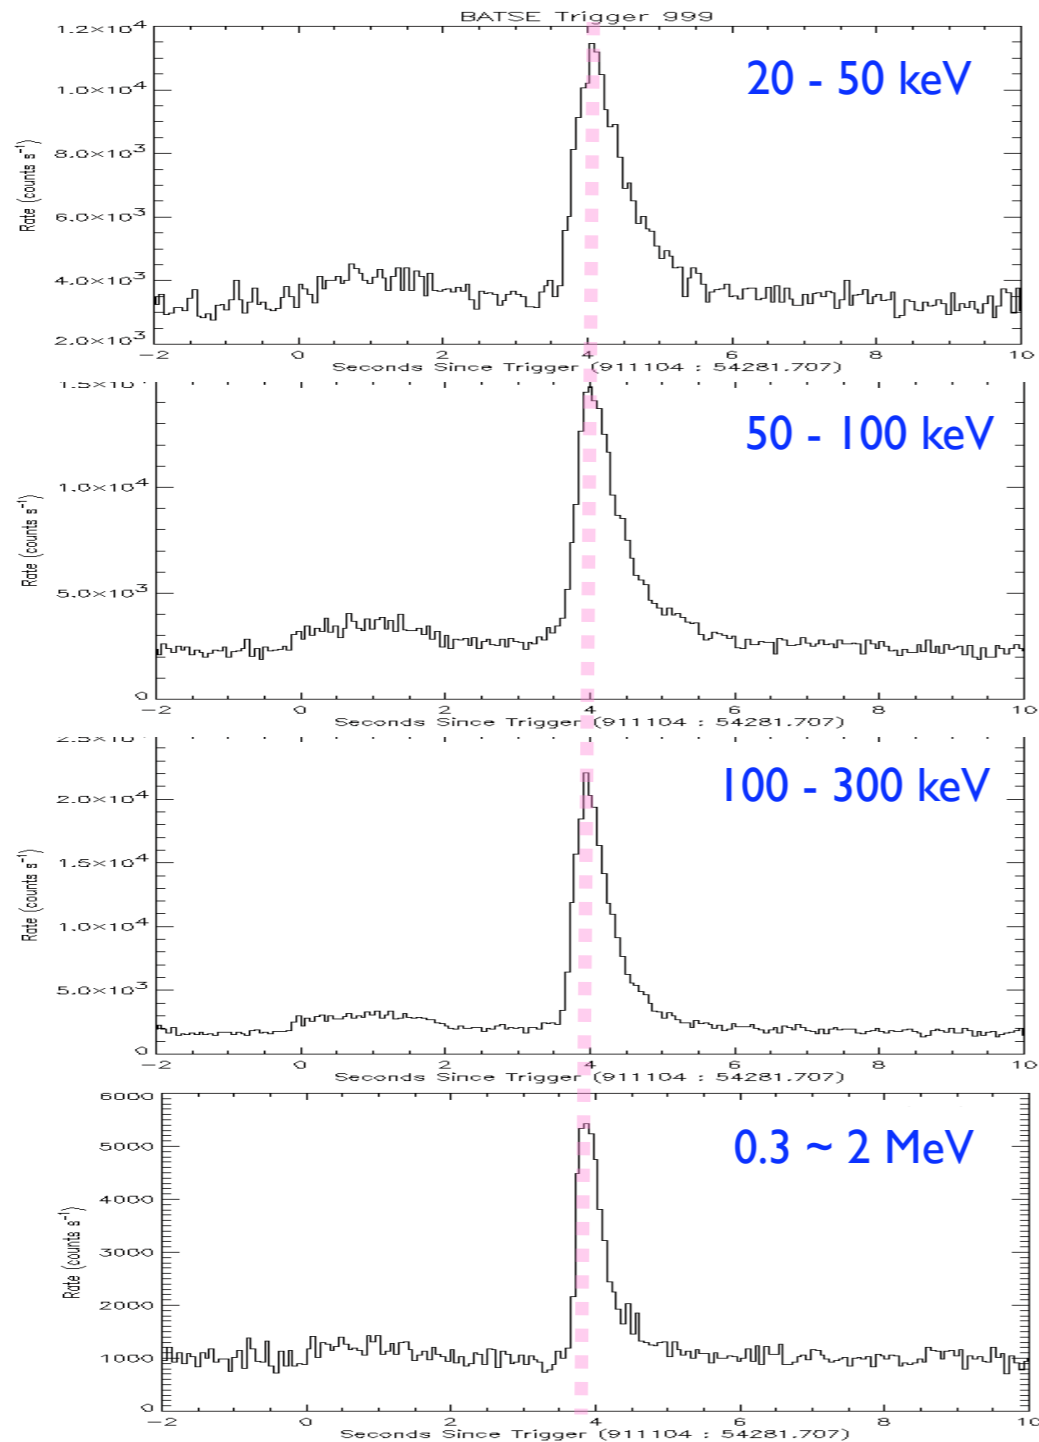 BATSE Trigger 999
1.2×10⁴
20 - 50 keV
1.0×10⁴
8.0×10³
6.0×10³
4.0×10³
2.0×10³
Rate (counts s⁻¹)
-2 0 2 4 6 8 10
Seconds Since Trigger (911104 : 54281.707)
1.5×10⁴
50 - 100 keV
1.0×10⁴
5.0×10³
0
Rate (counts s⁻¹)
-2 0 2 4 6 8 10
Seconds Since Trigger (911104 : 54281.707)
2.5×10⁴
100 - 300 keV
2.0×10⁴
1.5×10⁴
1.0×10⁴
5.0×10³
0
Rate (counts s⁻¹)
-2 0 2 4 6 8 10
Seconds Since Trigger (911104 : 54281.707)
6000
0.3 ~ 2 MeV
5000
4000
3000
2000
1000
0
Rate (counts s⁻¹)
-2 0 2 4 6 8 10
Seconds Since Trigger (911104 : 54281.707)